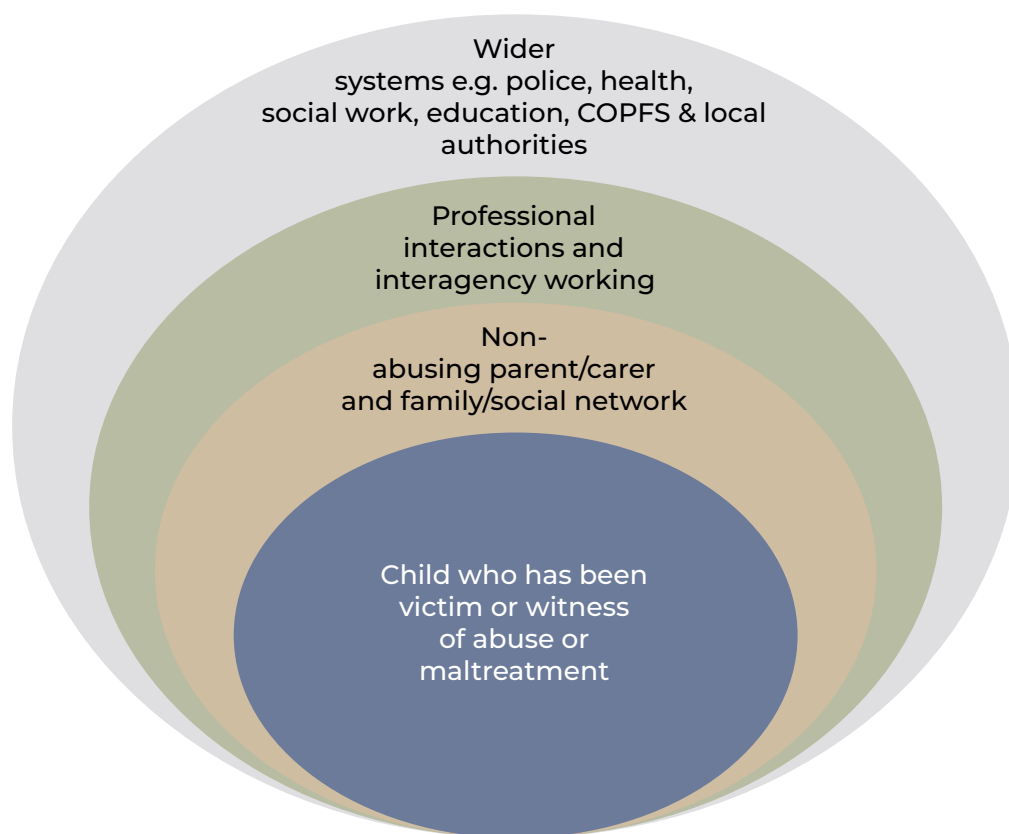 Wider
systems e.g. police, health,
social work, education, COPFS & local
authorities
Professional
interactions and
interagency working
Non-
abusing parent/carer
and family/social network
Child who has been
victim or witness
of abuse or
maltreatment